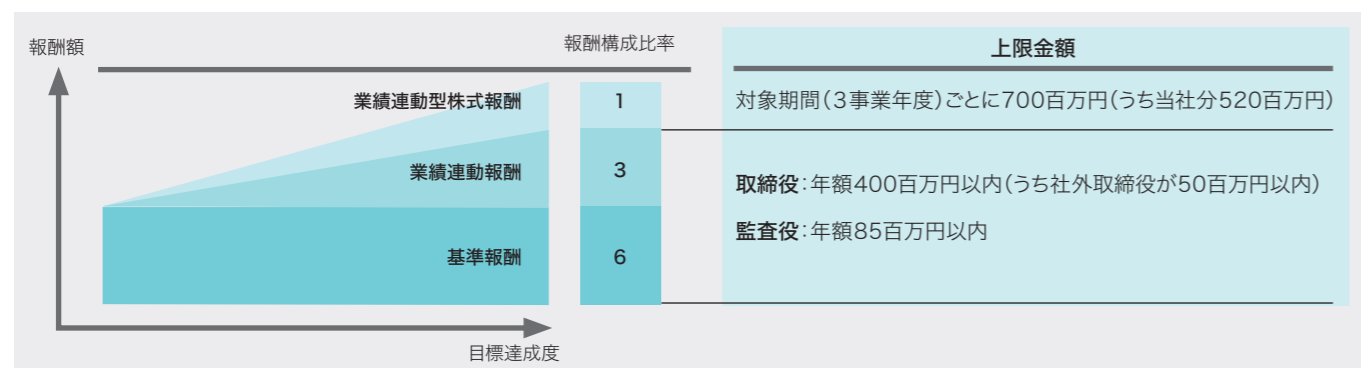 報酬額
報酬構成比率
上限金額
業績連動型株式報酬
1
対象期間（3事業年度）ごとに700百万円（うち当社分520百万円）
業績連動報酬
3
取締役：年額400百万円以内（うち社外取締役が50百万円以内）
監査役：年額85百万円以内
基準報酬
6
目標達成度